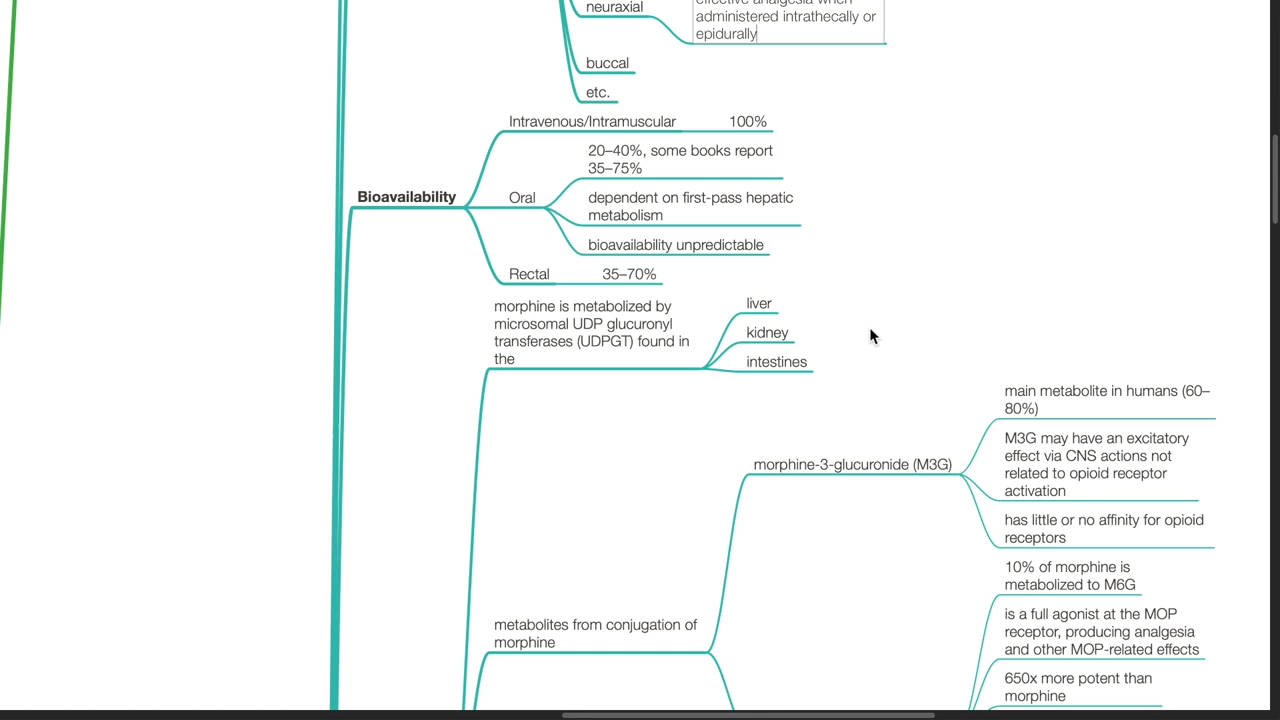 effective analgesia when
administered intrathecally or
epidurally
neuraxial
buccal
etc.
Bioavailability
Intravenous/Intramuscular
100%
Oral
20–40%, some books report
35–75%
dependent on first-pass hepatic
metabolism
bioavailability unpredictable
Rectal
35–70%
morphine is metabolized by
microsomal UDP glucuronyl
transferases (UDPGT) found in
the
liver
kidney
intestines
metabolites from conjugation of
morphine
morphine-3-glucuronide (M3G)
main metabolite in humans (60–
80%)
M3G may have an excitatory
effect via CNS actions not
related to opioid receptor
activation
has little or no affinity for opioid
receptors
10% of morphine is
metabolized to M6G
is a full agonist at the MOP
receptor, producing analgesia
and other MOP-related effects
650x more potent than
morphine